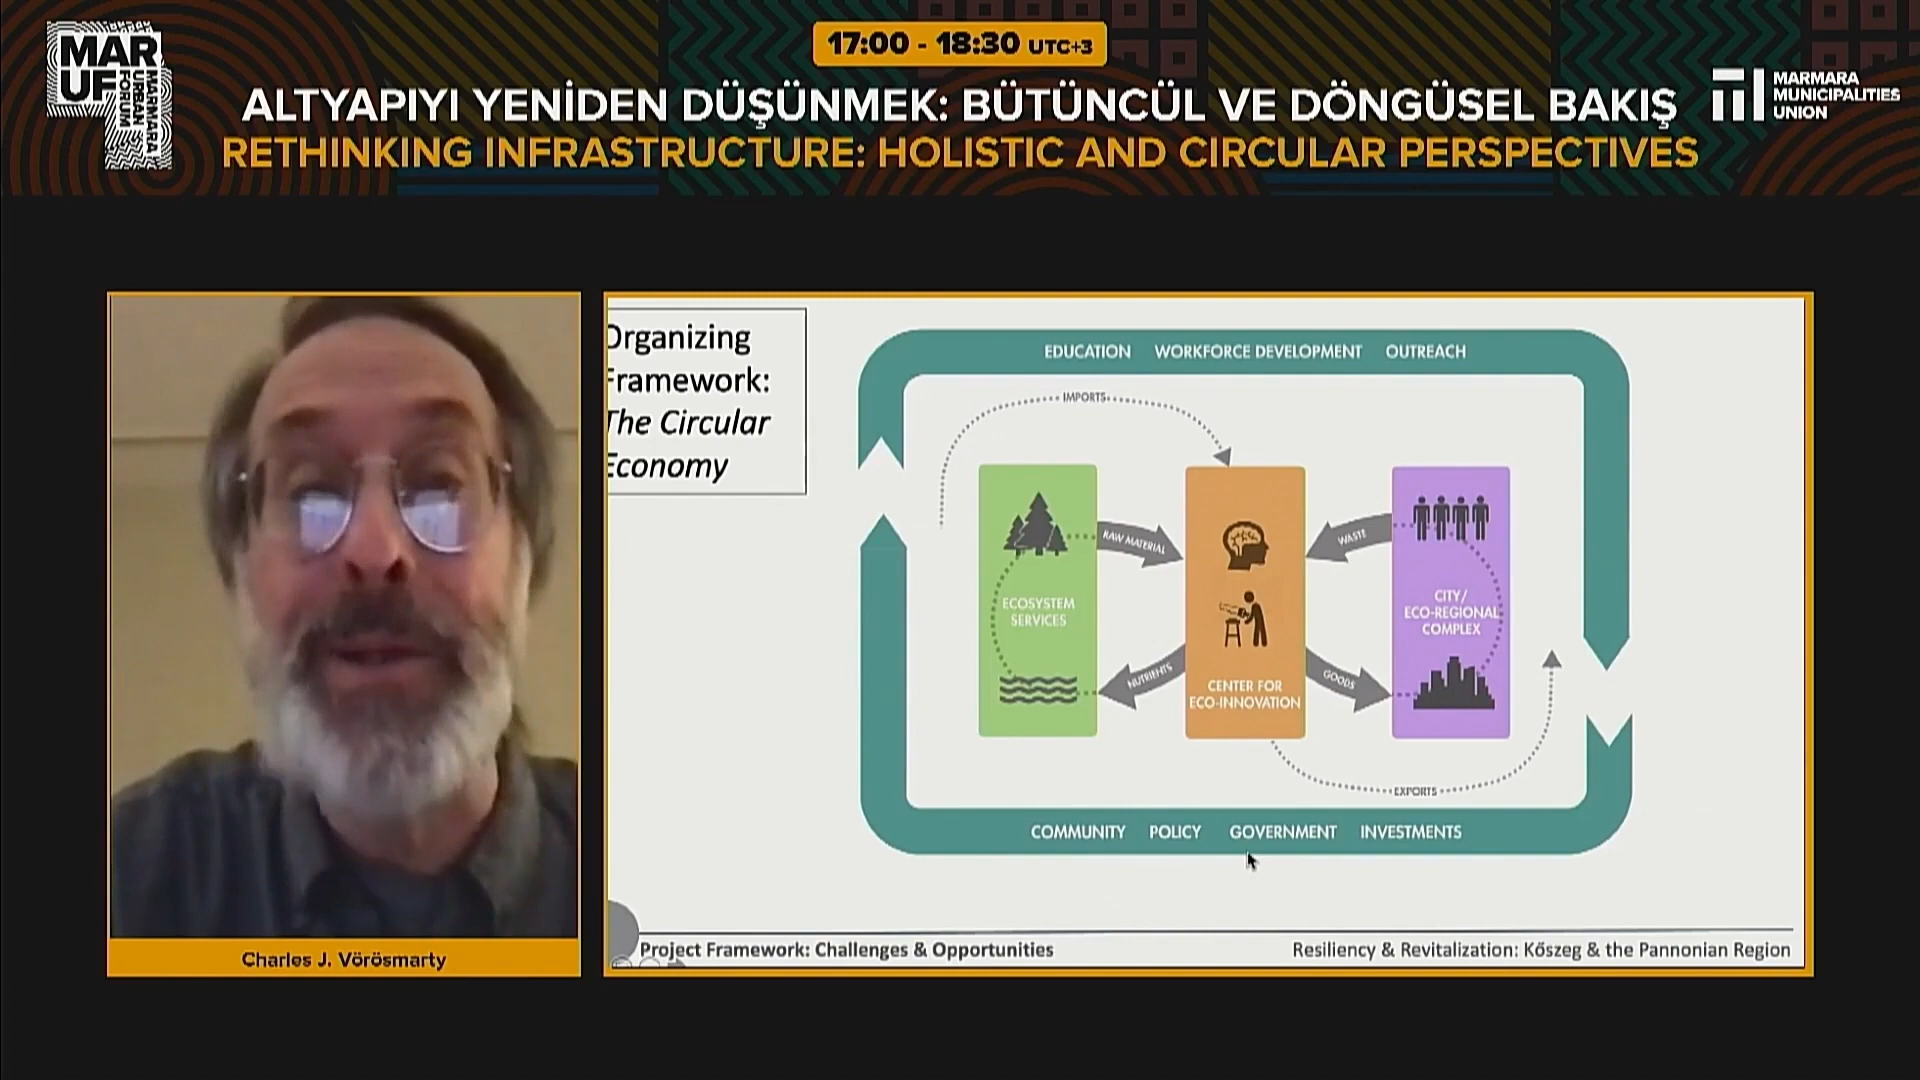 17:00 - 18:30 UTC+3
MAR
UF
MARMARA
URBAN
FORUM
ALTYAPIYI YENİDEN DÜŞÜNMEK: BÜTÜNCÜL VE DÖNGÜSEL BAKIŞ
RETHINKING INFRASTRUCTURE: HOLISTIC AND CIRCULAR PERSPECTIVES
MARMARA
MUNICIPALITIES
UNION
Organizing
Framework:
The Circular
Economy
EDUCATION WORKFORCE DEVELOPMENT OUTREACH
IMPORTS
RAW MATERIAL
WASTE
ECOSYSTEM
SERVICES
CITY/
ECO-REGIONAL
COMPLEX
NUTRIENTS
GOODS
CENTER FOR
ECO-INNOVATION
EXPORTS
COMMUNITY POLICY GOVERNMENT INVESTMENTS
Project Framework: Challenges & Opportunities
Resiliency & Revitalization: Kőszeg & the Pannonian Region
Charles J. Vörösmarty